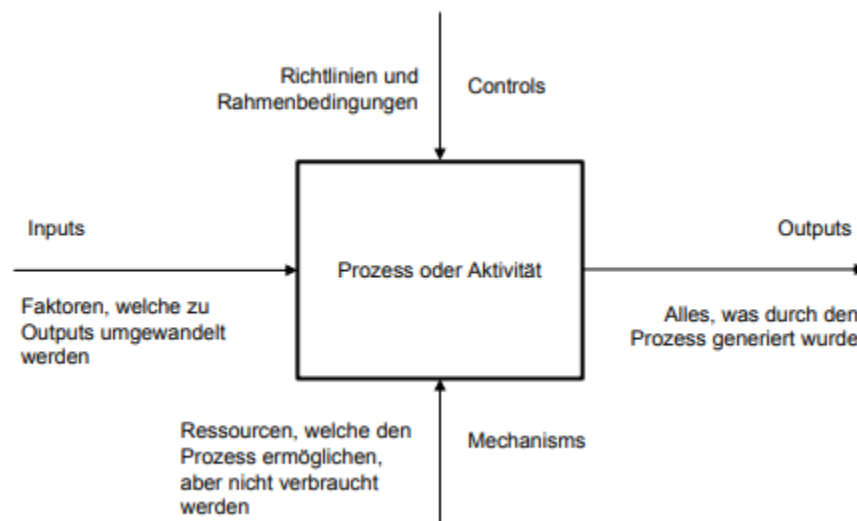 Richtlinien und
Rahmenbedingungen
Controls
Inputs
Outputs
Prozess oder Aktivität
Faktoren, welche zu
Outputs umgewandelt
werden
Alles, was durch den
Prozess generiert wurde
Ressourcen, welche den
Prozess ermöglichen,
aber nicht verbraucht
werden
Mechanisms